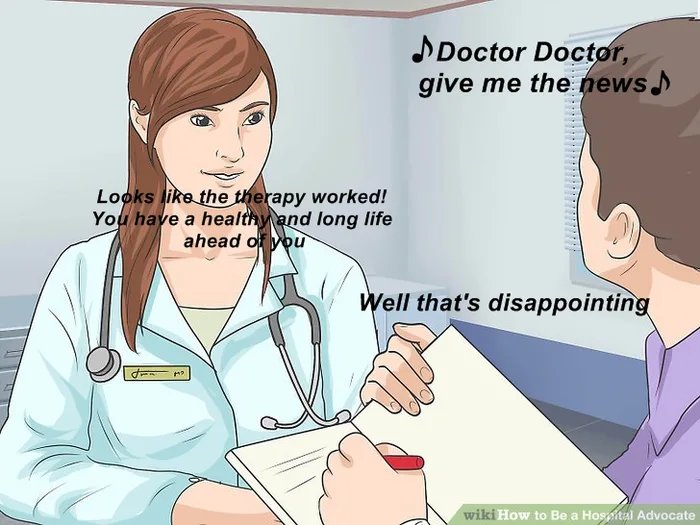 ♪Doctor Doctor,
give me the news♪
Looks like the therapy worked!
You have a healthy and long life
ahead of you
Well that's disappointing
MD
wikiHow to Be a Hospital Advocate